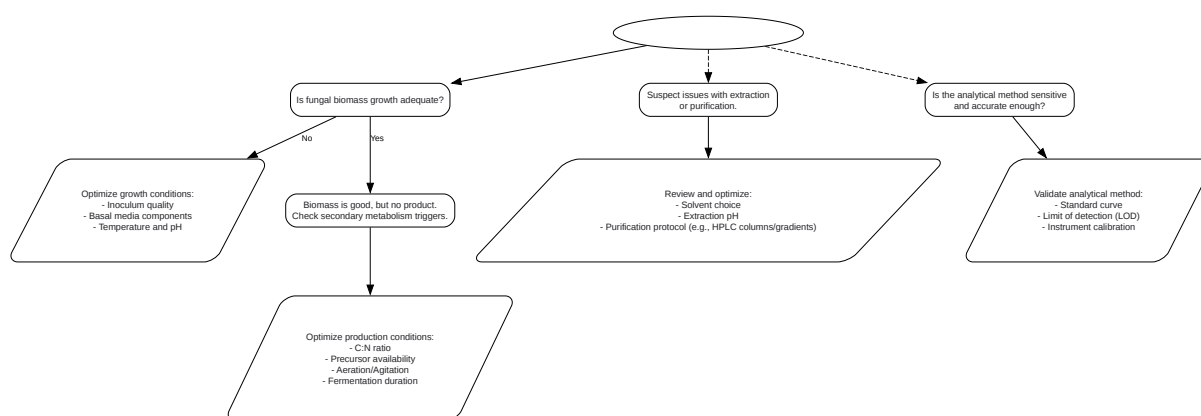 Is fungal biomass growth adequate?
Suspect issues with extraction
or purification.
Is the analytical method sensitive
and accurate enough?
No
Yes
Optimize growth conditions:
- Inoculum quality
- Basal media components
- Temperature and pH
Biomass is good, but no product.
Check secondary metabolism triggers.
Review and optimize:
- Solvent choice
- Extraction pH
- Purification protocol (e.g., HPLC columns/gradients)
Validate analytical method:
- Standard curve
- Limit of detection (LOD)
- Instrument calibration
Optimize production conditions:
- C:N ratio
- Precursor availability
- Aeration/Agitation
- Fermentation duration